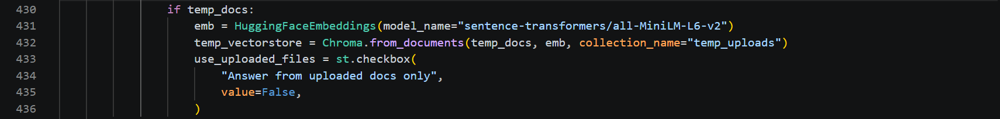 430 if temp_docs:
431 emb = HuggingFaceEmbeddings(model_name="sentence-transformers/all-MiniLM-L6-v2")
432 temp_vectorstore = Chroma.from_documents(temp_docs, emb, collection_name="temp_uploads")
433 use_uploaded_files = st.checkbox(
434 "Answer from uploaded docs only",
435 value=False,
436 )